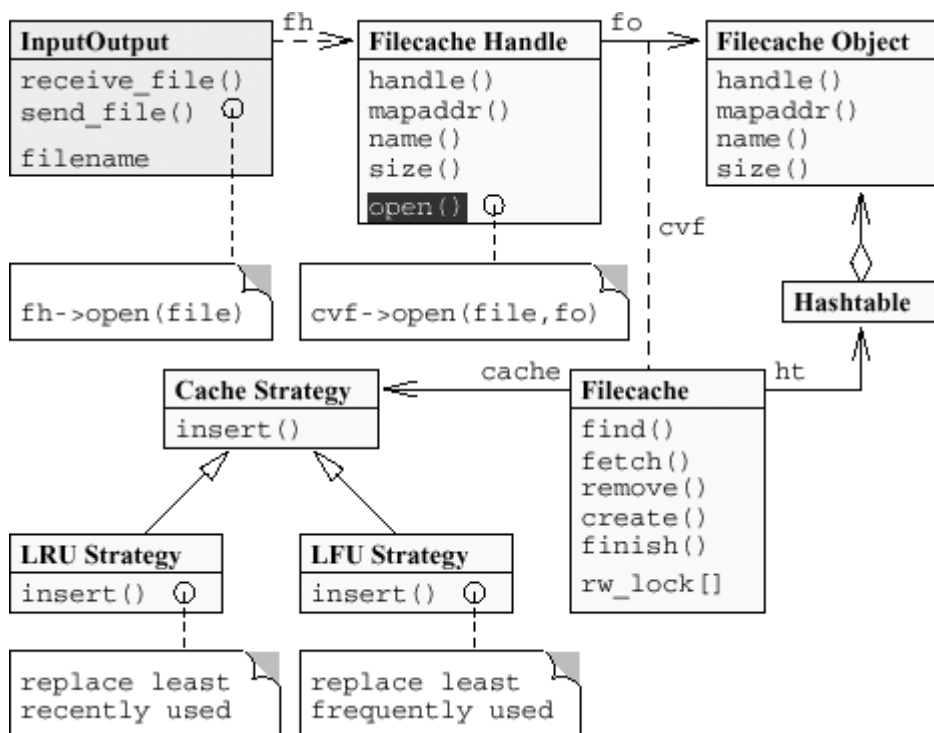 fh
fo
InputOutput
receive_file()
send_file()
filename
Filecache Handle
handle()
mapaddr()
name()
size()
open()
Filecache Object
handle()
mapaddr()
name()
size()
cvf
fh->open(file)
cvf->open(file,fo)
Hashtable
cache
ht
Cache Strategy
insert()
Filecache
find()
fetch()
remove()
create()
finish()
rw_lock[]
LRU Strategy
insert()
LFU Strategy
insert()
replace least
recently used
replace least
frequently used